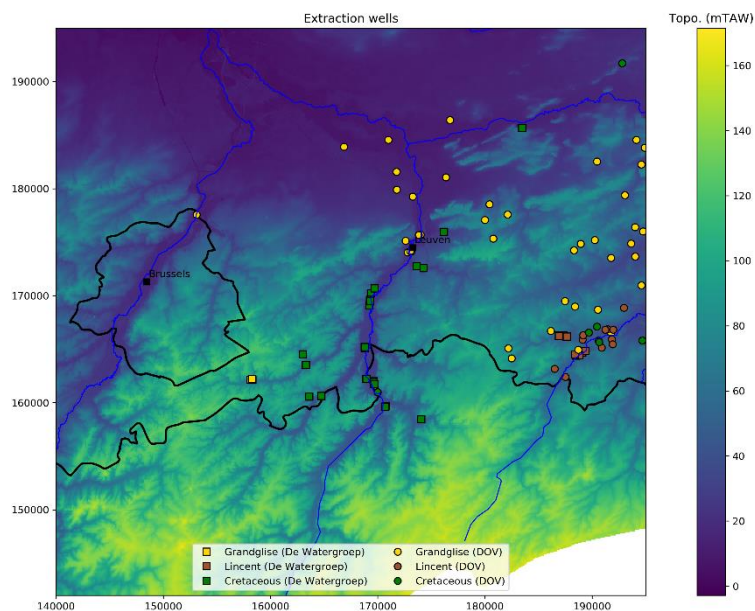 Extraction wells
Topo. (mTAW)
190000
180000
170000
160000
150000
140000
150000
160000
170000
180000
190000
160
140
120
100
80
60
40
20
0
Leuven
Brussels
Grandglise (De Watergroep)
Lincent (De Watergroep)
Cretaceous (De Watergroep)
Grandglise (DOV)
Lincent (DOV)
Cretaceous (DOV)